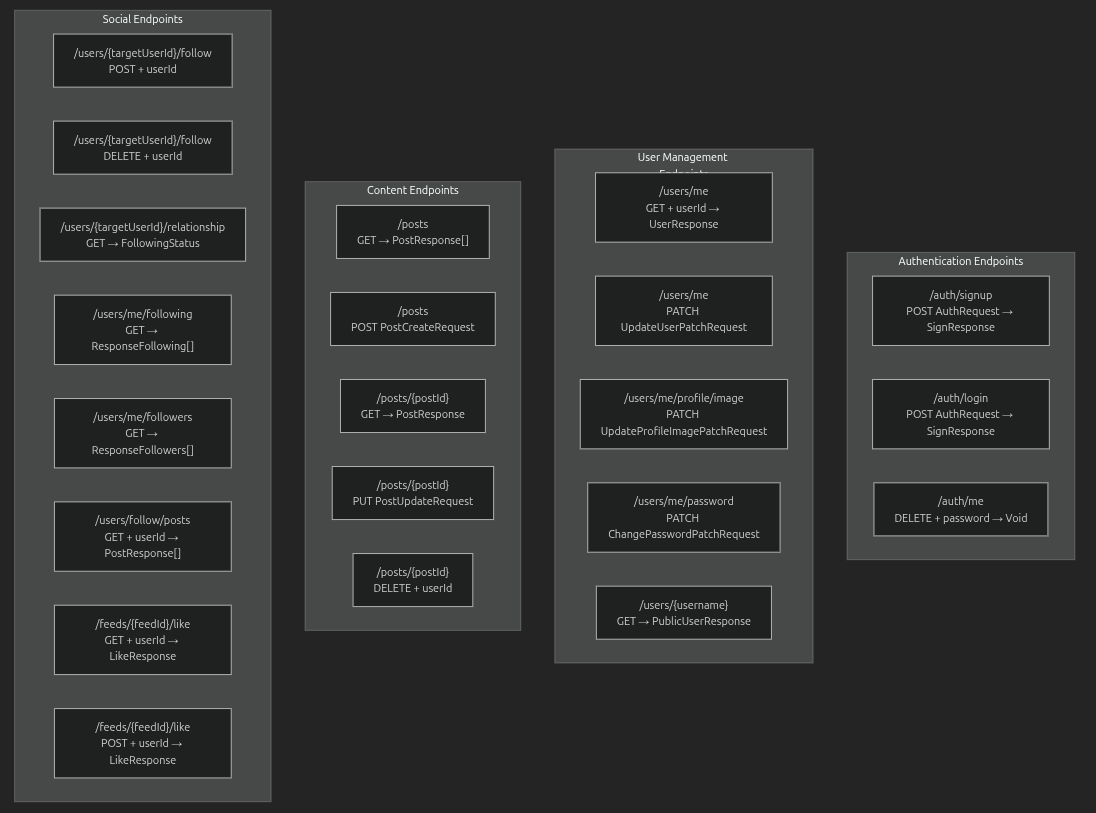 Social Endpoints
/users/{targetUserId}/follow
POST + userId
/users/{targetUserId}/follow
DELETE + userId
/users/{targetUserId}/relationship
GET → FollowingStatus
/users/me/following
GET →
ResponseFollowing[]
/users/me/followers
GET →
ResponseFollowers[]
/users/follow/posts
GET + userId →
PostResponse[]
/feeds/{feedId}/like
GET + userId →
LikeResponse
/feeds/{feedId}/like
POST + userId →
LikeResponse
Content Endpoints
/posts
GET → PostResponse[]
/posts
POST PostCreateRequest
/posts/{postId}
GET → PostResponse
/posts/{postId}
PUT PostUpdateRequest
/posts/{postId}
DELETE + userId
User Management
Endpoints
/users/me
GET + userId →
UserResponse
/users/me
PATCH
UpdateUserPatchRequest
/users/me/profile/image
PATCH
UpdateProfileImagePatchRequest
/users/me/password
PATCH
ChangePasswordPatchRequest
/users/{username}
GET → PublicUserResponse
Authentication Endpoints
/auth/signup
POST AuthRequest →
SignResponse
/auth/login
POST AuthRequest →
SignResponse
/auth/me
DELETE + password → Void